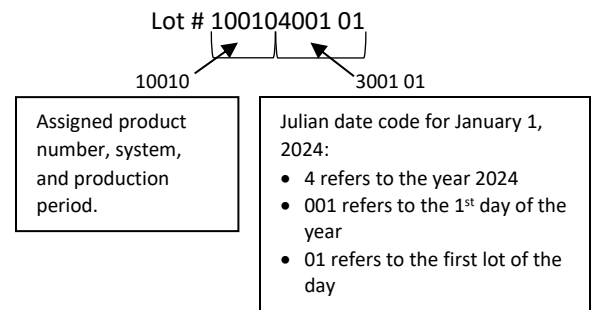 Lot # 100104001 01
10010
3001 01
Assigned product
number, system,
and production
period.
Julian date code for January 1,
2024:
• 4 refers to the year 2024
• 001 refers to the 1st day of the
year
• 01 refers to the first lot of the
day